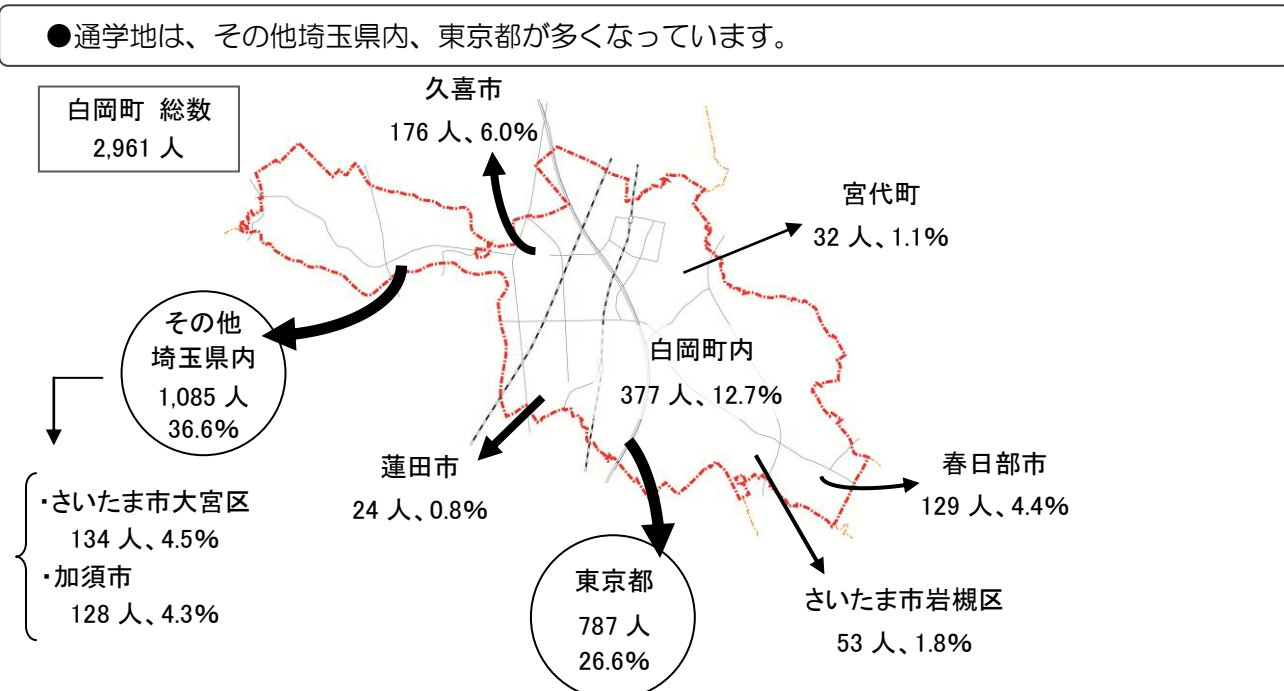 ●通学地は、その他埼玉県内、東京都が多くなっています。
白岡町 総数
2,961 人
久喜市
176 人、6.0%
宮代町
32 人、1.1%
その他
埼玉県内
1,085 人
36.6%
白岡町内
377 人、12.7%
蓮田市
24 人、0.8%
春日部市
129 人、4.4%
・さいたま市大宮区
134 人、4.5%
・加須市
128 人、4.3%
東京都
787 人
26.6%
さいたま市岩槻区
53 人、1.8%